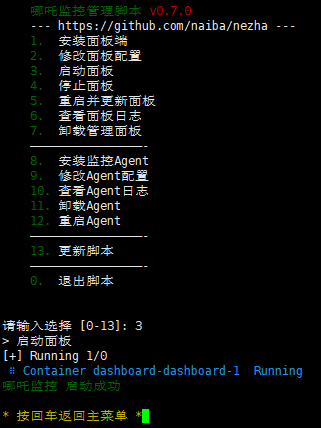 哪吒监控管理脚本 v0.7.0
--- https://github.com/naiba/nezha ---
1. 安装面板端
2. 修改面板配置
3. 启动面板
4. 停止面板
5. 重启并更新面板
6. 查看面板日志
7. 卸载管理面板
————————————————-
8. 安装监控Agent
9. 修改Agent配置
10. 查看Agent日志
11. 卸载Agent
12. 重启Agent
————————————————-
13. 更新脚本
————————————————-
0. 退出脚本
请输入选择 [0-13]: 3
> 启动面板
[+] Running 1/0
⠿ Container dashboard-dashboard-1 Running
哪吒监控 启动成功
* 按回车返回主菜单 *